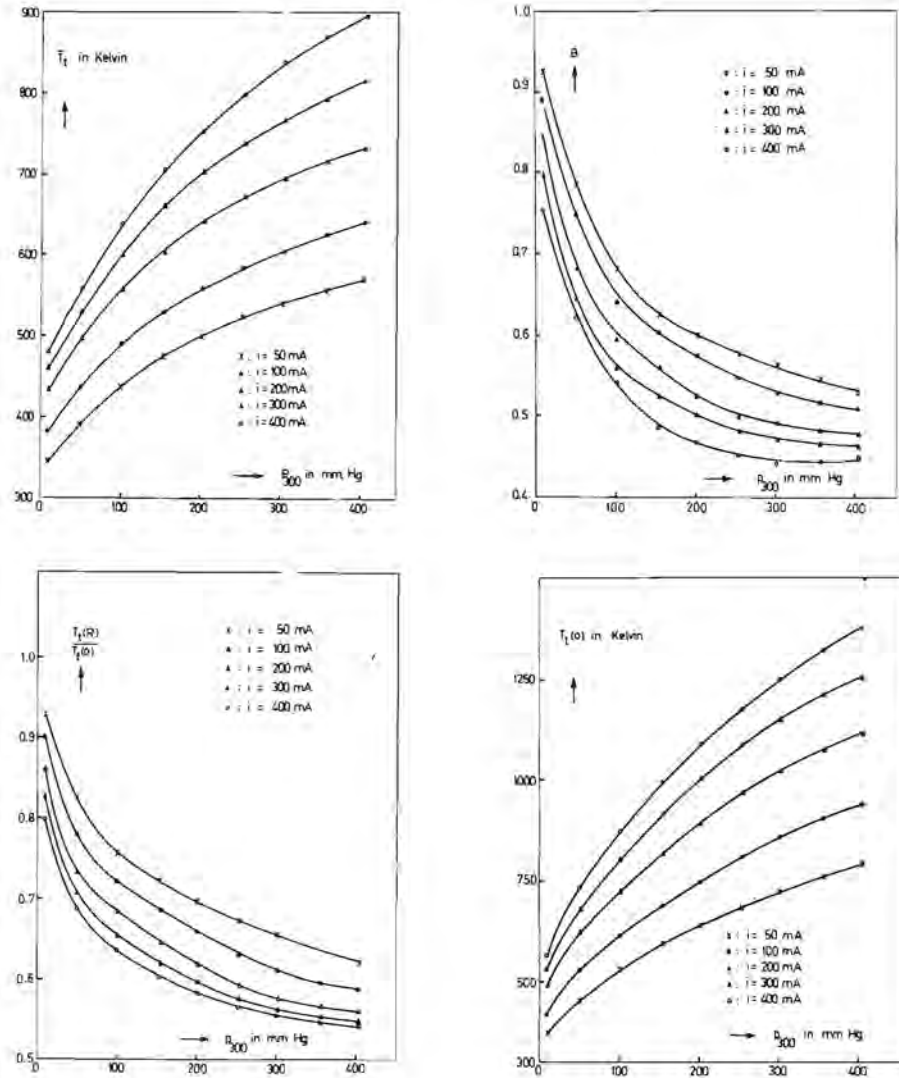 900
T̄t in Kelvin
800
700
600
500
400
300
x : i = 50 mA
▲ : i = 100 mA
▲ : i = 200 mA
▲ : i = 300 mA
o : i = 400 mA
→ P300 in mm, Hg
0 100 200 300 400
1.0
0.9
0.8
0.7
0.6
0.5
0.4
: i = 50 mA
: i = 100 mA
: i = 200 mA
: i = 300 mA
: i = 400 mA
→ p300 in mm Hg
0 100 200 300 400
Tt(R)
Tt(o)
1.0
0.9
0.8
0.7
0.6
0.5
x : i = 50 mA
▲ : i = 100 mA
▲ : i = 200 mA
▲ : i = 300 mA
o : i = 400 mA
→ p300 in mm Hg
0 100 200 300 400
Tt(o) in Kelvin
1250
1000
750
500
300
x : i = 50 mA
: i = 100 mA
▲ : i = 200 mA
▲ : i = 300 mA
o : i = 400 mA
→ p300 in mm Hg
0 100 200 300 400